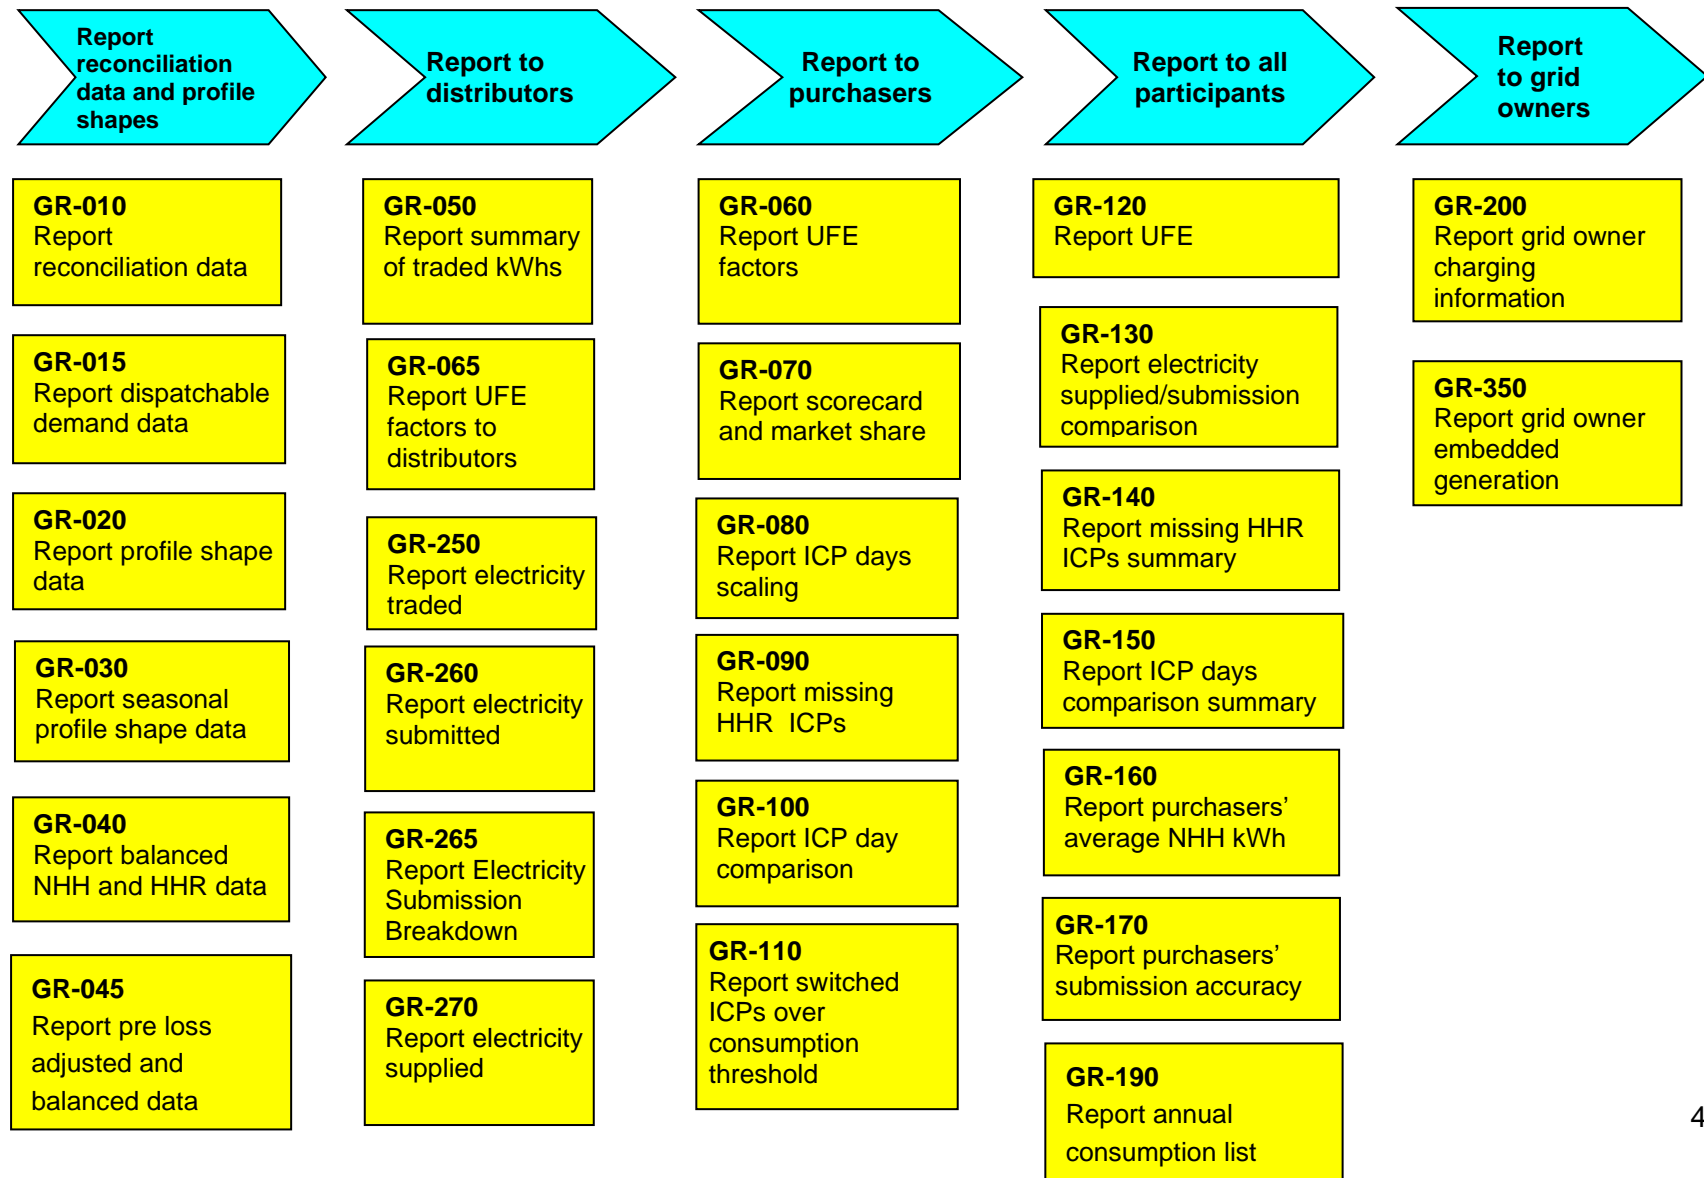 Report
reconciliation
data and profile
shapes
Report to
distributors
Report to
purchasers
Report to all
participants
Report
to grid
owners
GR-010
Report
reconciliation data
GR-015
Report dispatchable
demand data
GR-020
Report profile shape
data
GR-030
Report seasonal
profile shape data
GR-040
Report balanced
NHH and HHR data
GR-045
Report pre loss
adjusted and
balanced data
GR-050
Report summary
of traded kWhs
GR-065
Report UFE
factors to
distributors
GR-250
Report electricity
traded
GR-260
Report electricity
submitted
GR-265
Report Electricity
Submission
Breakdown
GR-270
Report electricity
supplied
GR-060
Report UFE
factors
GR-070
Report scorecard
and market share
GR-080
Report ICP days
scaling
GR-090
Report missing
HHR ICPs
GR-100
Report ICP day
comparison
GR-110
Report switched
ICPs over
consumption
threshold
GR-120
Report UFE
GR-130
Report electricity
supplied/submission
comparison
GR-140
Report missing HHR
ICPs summary
GR-150
Report ICP days
comparison summary
GR-160
Report purchasers’
average NHH kWh
GR-170
Report purchasers’
submission accuracy
GR-190
Report annual
consumption list
GR-200
Report grid owner
charging
information
GR-350
Report grid owner
embedded
generation
4